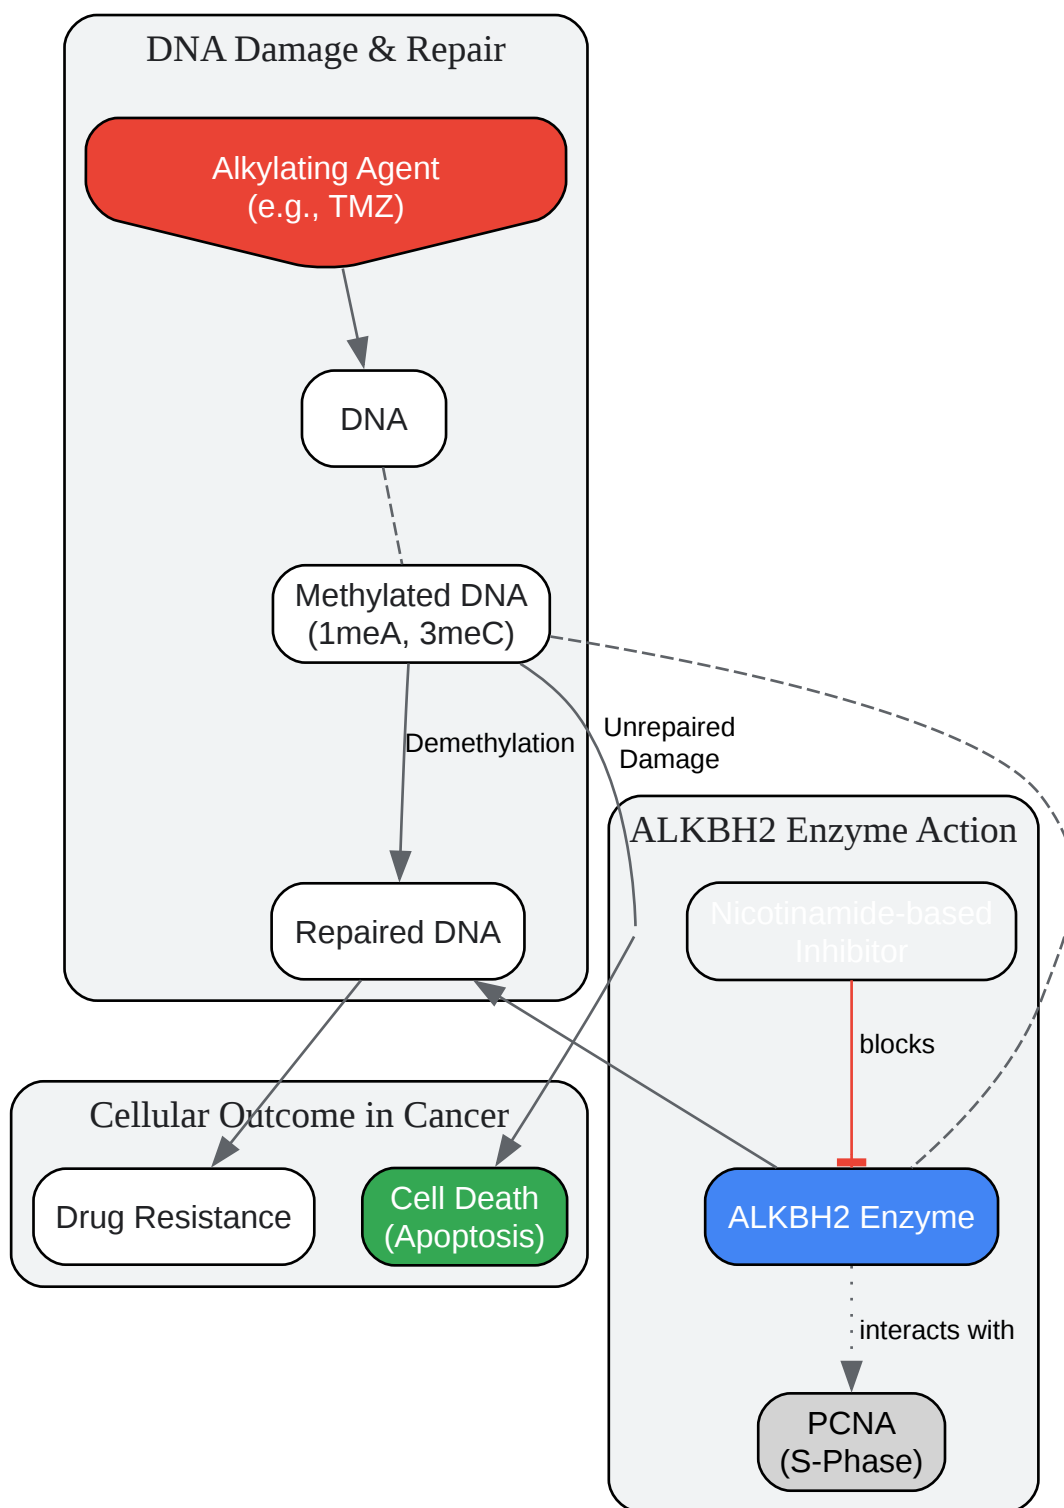 DNA Damage & Repair
Alkylating Agent
(e.g., TMZ)
DNA
Methylated DNA
(1meA, 3meC)
Demethylation
Unrepaired
Damage
Repaired DNA
ALKBH2 Enzyme Action
Nicotinamide-based
Inhibitor
blocks
ALKBH2 Enzyme
interacts with
PCNA
(S-Phase)
Cellular Outcome in Cancer
Drug Resistance
Cell Death
(Apoptosis)